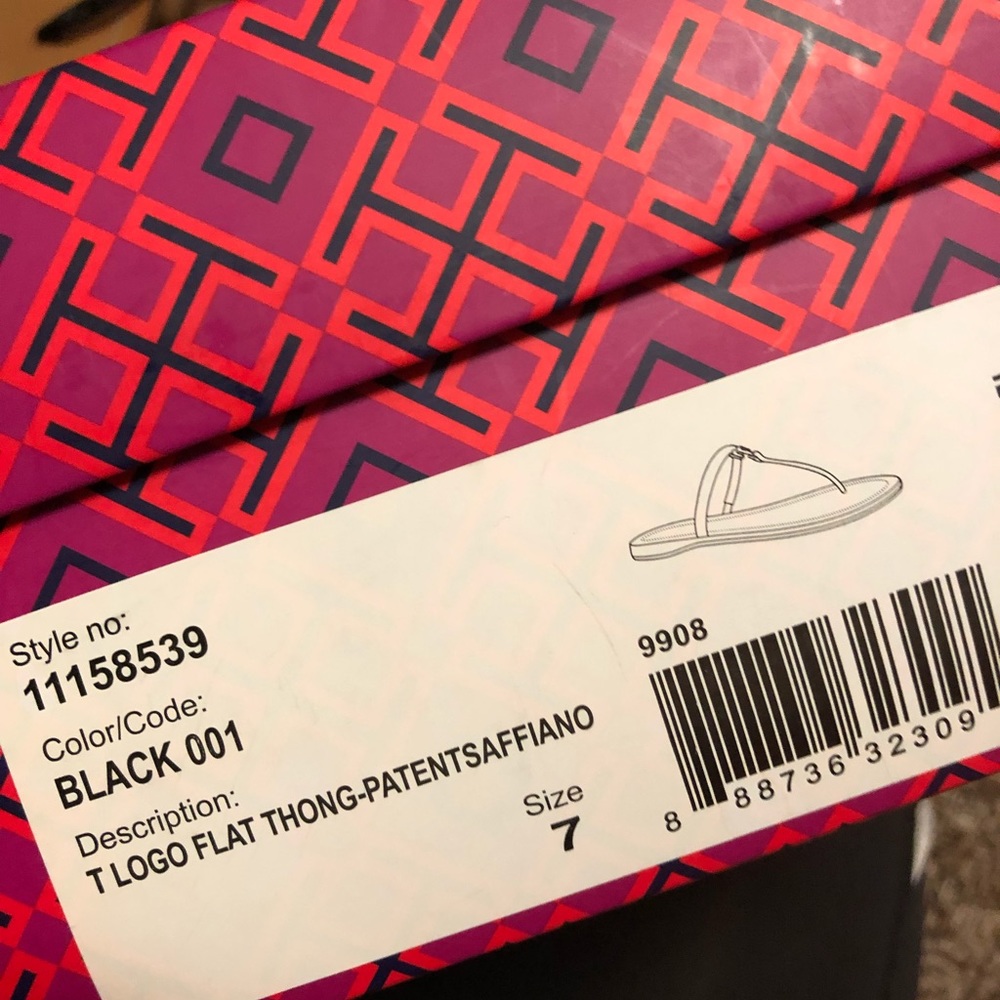 Style no:
11158539
Color/Code:
BLACK 001
Description:
T LOGO FLAT THONG-PATENTSAFFIANO
Size
7
9908
8 88736 32309